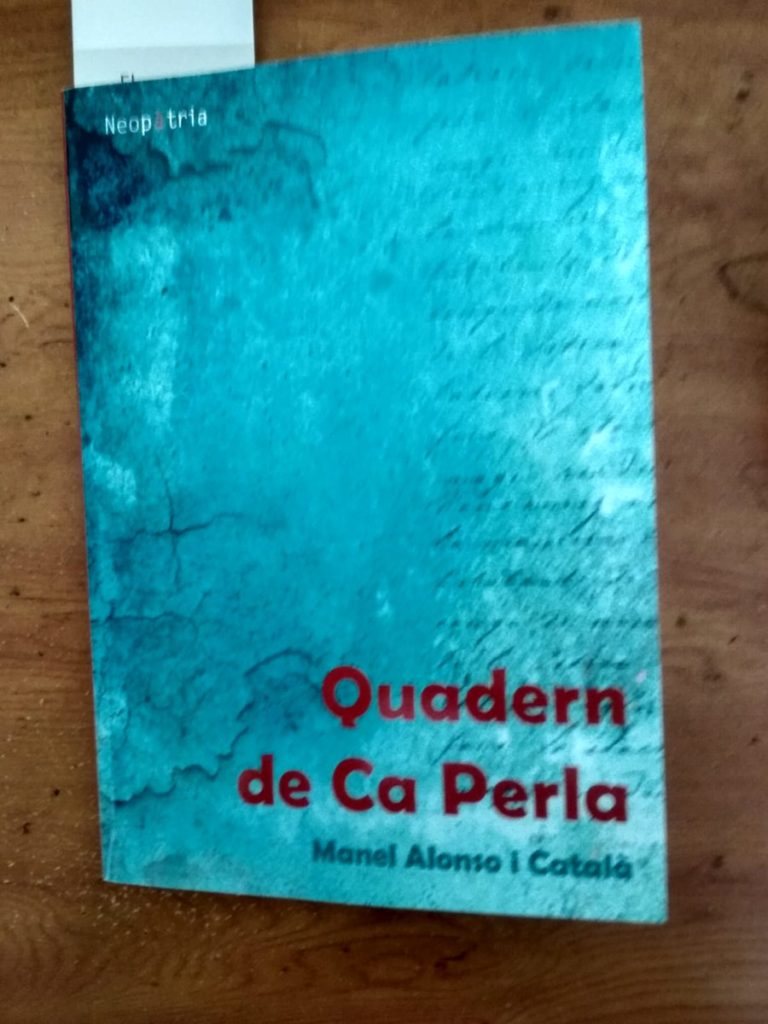 Neopàtria
Quadern
de Ca Perla
Manel Alonso i Català